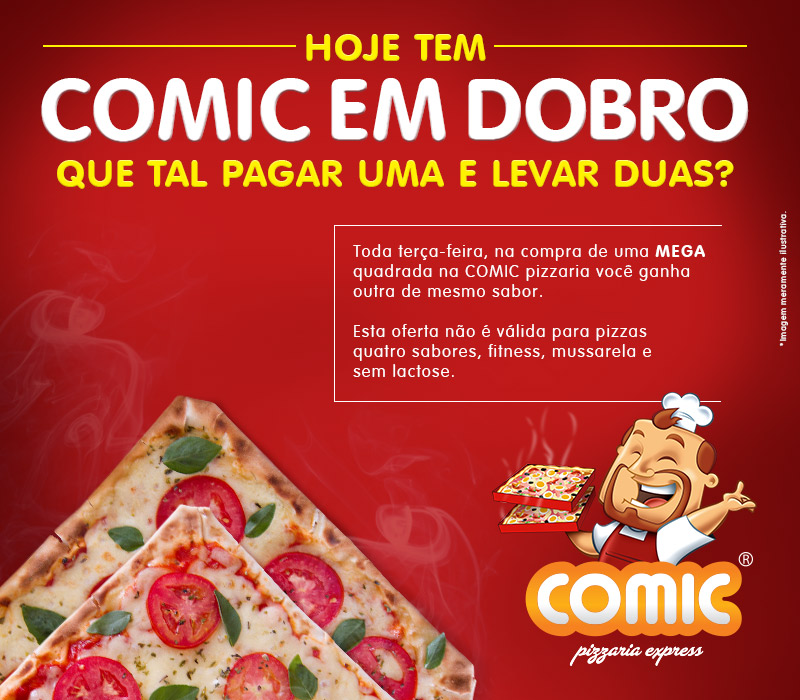 HOJE TEM
COMIC EM DOBRO
QUE TAL PAGAR UMA E LEVAR DUAS?
Toda terça-feira, na compra de uma MEGA
quadrada na COMIC pizzaria você ganha
outra de mesmo sabor.
Esta oferta não é válida para pizzas
quatro sabores, fitness, mussarela e
sem lactose.
*Imagem meramente ilustrativa.
COMIC®
pizzaria express